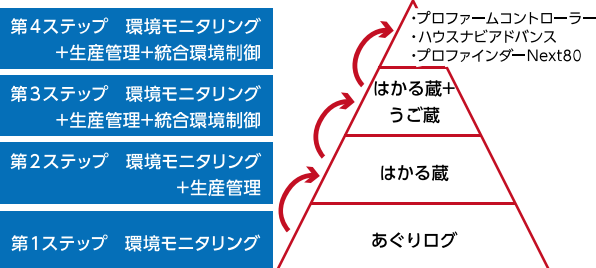 第4ステップ　環境モニタリング
+生産管理+統合環境制御
・プロファームコントローラー
・ハウスナビアドバンス
・プロファインダーNext80
第3ステップ　環境モニタリング
+生産管理+統合環境制御
はかる蔵+
うご蔵
第2ステップ　環境モニタリング
+生産管理
はかる蔵
第1ステップ　環境モニタリング
あぐりログ